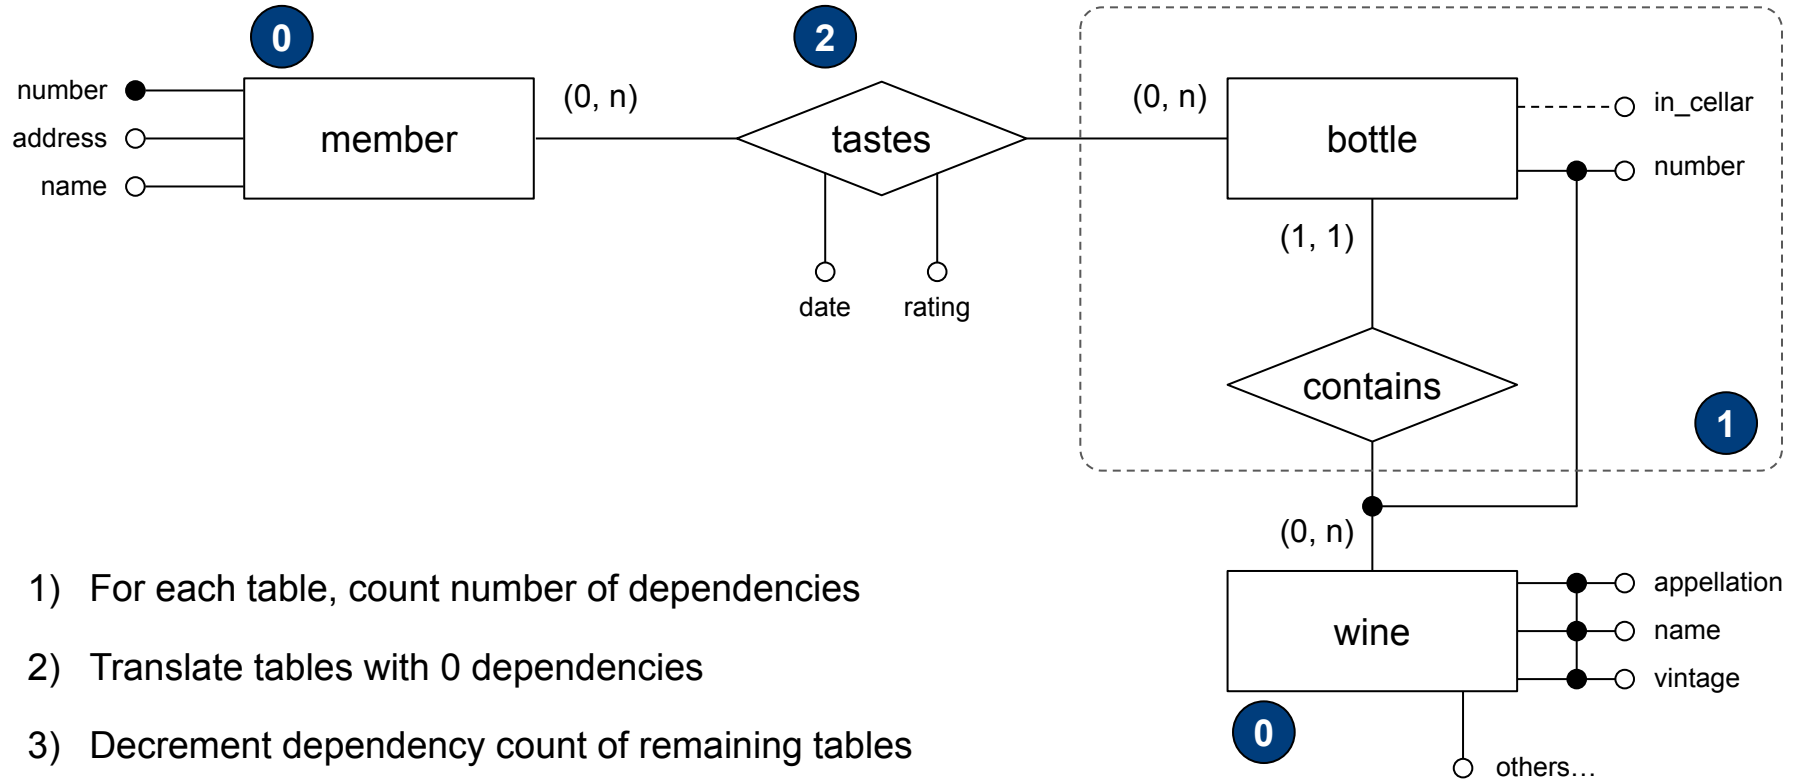 0
2
number
address
name
member
(0, n)
tastes
(0, n)
bottle
in_cellar
number
date
rating
(1, 1)
contains
1
(0, n)
wine
appellation
name
vintage
0
others…
1) For each table, count number of dependencies
2) Translate tables with 0 dependencies
3) Decrement dependency count of remaining tables